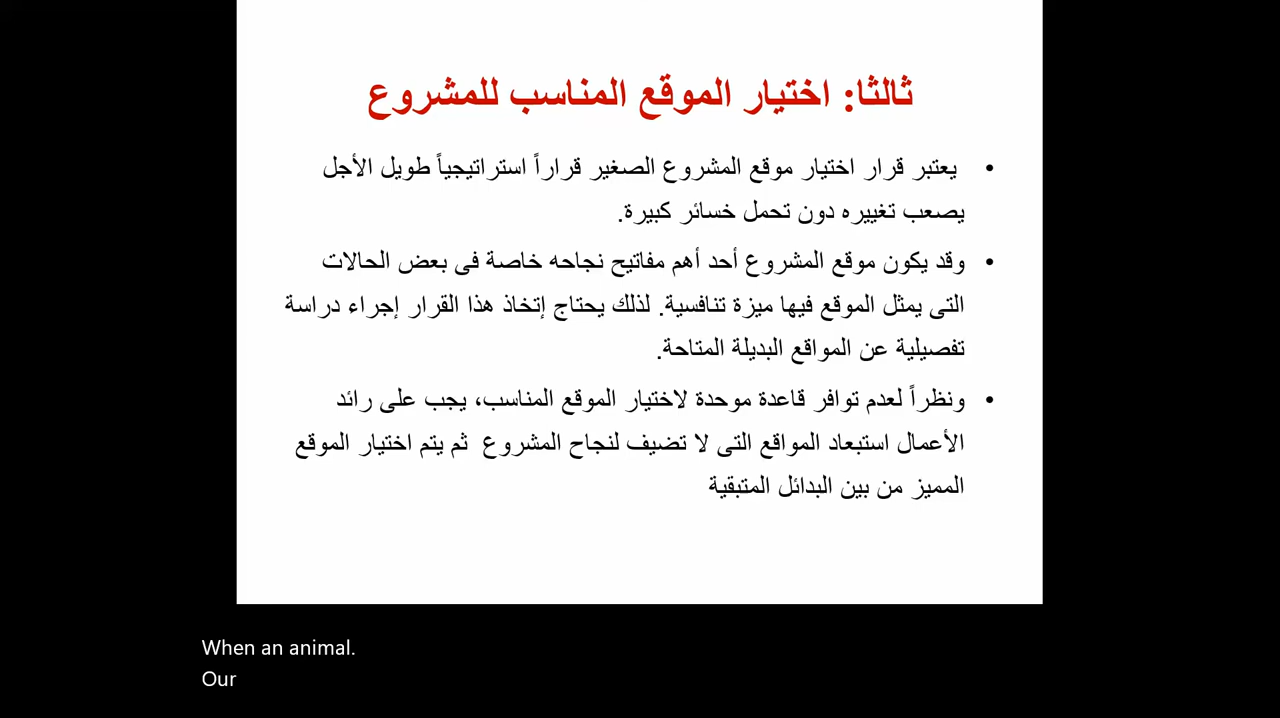 ثالثا: اختيار الموقع المناسب للمشروع
• يعتبر قرار اختيار موقع المشروع الصغير قراراً استراتيجياً طويل الأجل
يصعب تغييره دون تحمل خسائر كبيرة.
• وقد يكون موقع المشروع أحد أهم مفاتيح نجاحه خاصة فى بعض الحالات
التى يمثل الموقع فيها ميزة تنافسية. لذلك يحتاج إتخاذ هذا القرار إجراء دراسة
تفصيلية عن المواقع البديلة المتاحة.
• ونظراً لعدم توافر قاعدة موحدة لاختيار الموقع المناسب، يجب على رائد
الأعمال استبعاد المواقع التى لا تضيف لنجاح المشروع ثم يتم اختيار الموقع
المميز من بين البدائل المتبقية
When an animal.
Our